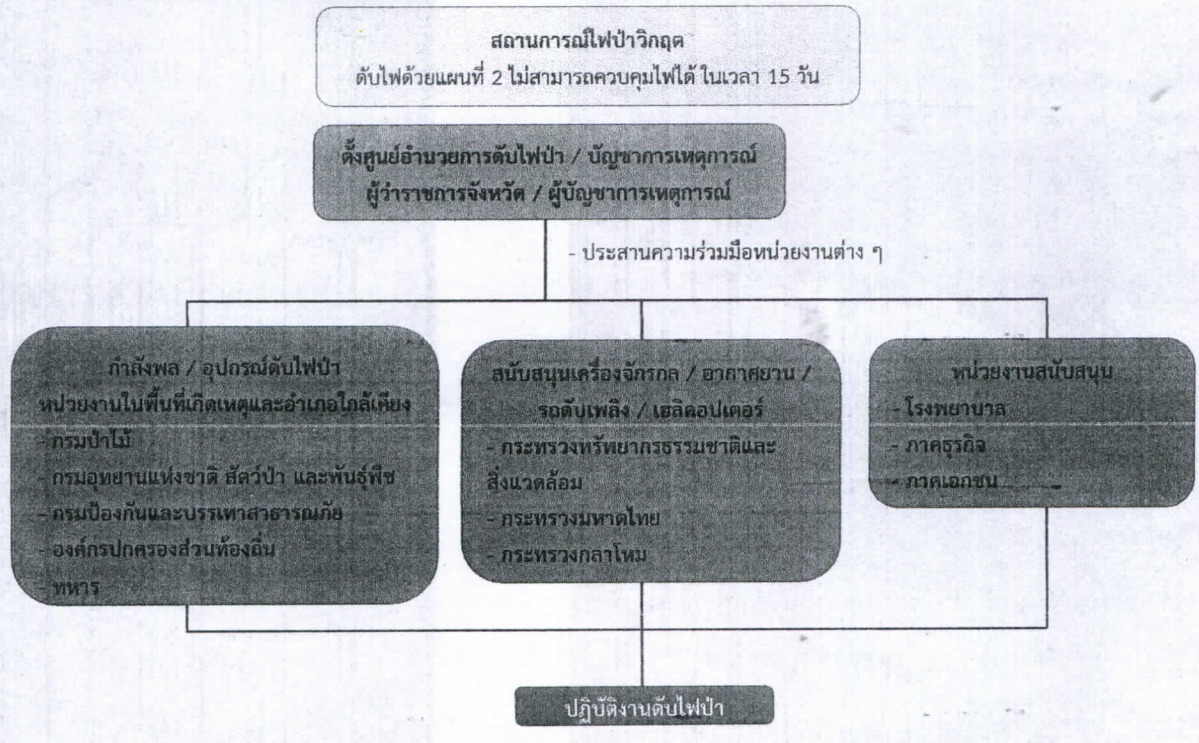 สถานการณ์ไฟป่าวิกฤต
ดับไฟด้วยแผนที่ 2 ไม่สามารถควบคุมไฟได้ ในเวลา 15 วัน
ตั้งศูนย์อำนวยการดับไฟป่า / บัญชาการเหตุการณ์
ผู้ว่าราชการจังหวัด / ผู้บัญชาการเหตุการณ์
- ประสานความร่วมมือหน่วยงานต่าง ๆ
กำลังพล / อุปกรณ์ดับไฟป่า
หน่วยงานในพื้นที่เกิดเหตุและอำเภอใกล้เคียง
- กรมป่าไม้
- กรมอุทยานแห่งชาติ สัตว์ป่า และพันธุ์พืช
- กรมป้องกันและบรรเทาสาธารณภัย
- องค์กรปกครองส่วนท้องถิ่น
- ทหาร
สนับสนุนเครื่องจักรกล / อากาศยาน /
รถดับเพลิง / เฮลิคอปเตอร์
- กระทรวงทรัพยากรธรรมชาติและ
สิ่งแวดล้อม
- กระทรวงมหาดไทย
- กระทรวงกลาโหม
หน่วยงานสนับสนุน
- โรงพยาบาล
- ภาคธุรกิจ
- ภาคเอกชน
ปฏิบัติงานดับไฟป่า